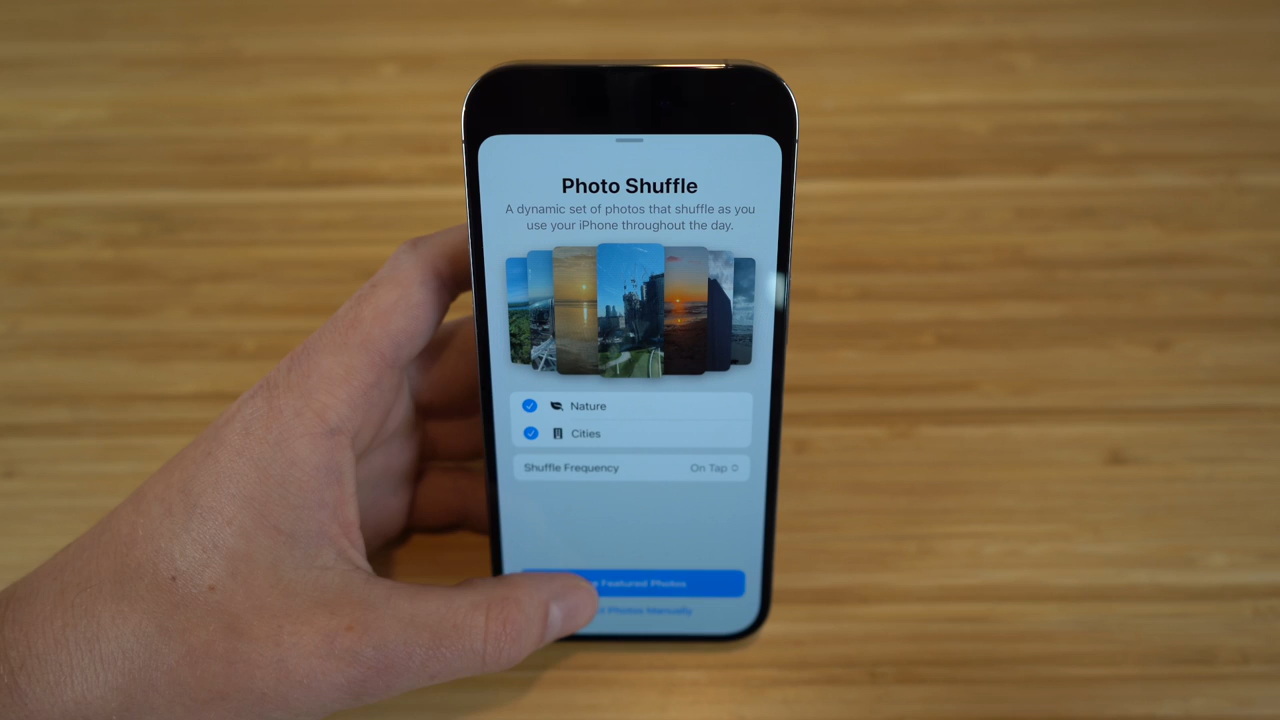 Photo Shuffle
A dynamic set of photos that shuffle as you
use your iPhone throughout the day.
Nature
Cities
Shuffle Frequency On Tap
Featured Photos
Photos Manually